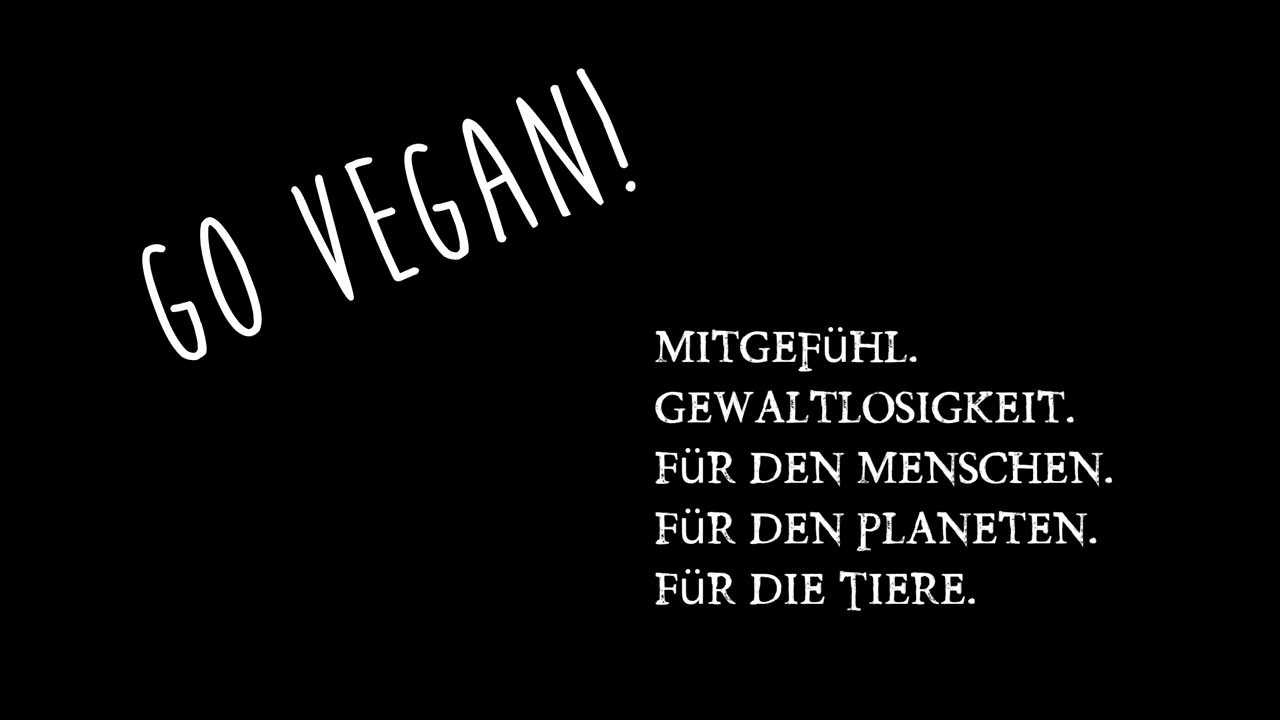 GO VEGAN!
MITGEFÜHL.
GEWALTLOSIGKEIT.
FÜR DEN MENSCHEN.
FÜR DEN PLANETEN.
FÜR DIE TIERE.